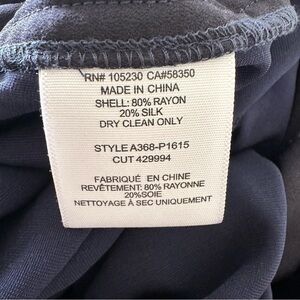 RN# 105230 CA#58350
MADE IN CHINA
SHELL: 80% RAYON
20% SILK
DRY CLEAN ONLY
STYLE A368-P1615
CUT 429994
FABRIQUÉ EN CHINE
REVÊTEMENT: 80% RAYONNE
20%SOIE
NETTOYAGE À SEC UNIQUEMENT